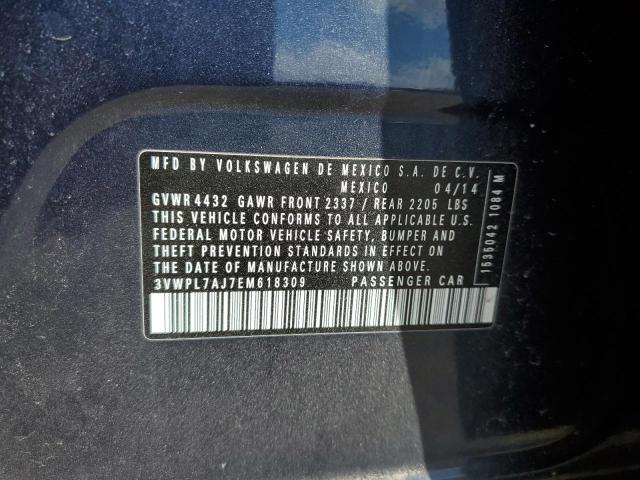 MFD BY VOLKSWAGEN DE MEXICO S.A. DE C.V.
MEXICO 04/14
GVWR 4432 GAWR FRONT 2337 / REAR 2205 LBS
THIS VEHICLE CONFORMS TO ALL APPLICABLE U.S.
FEDERAL MOTOR VEHICLE SAFETY, BUMPER AND
THEFT PREVENTION STANDARDS IN EFFECT ON
THE DATE OF MANUFACTURE SHOWN ABOVE.
3VWPL7AJ7EM618309 PASSENGER CAR
1535042 1084 M